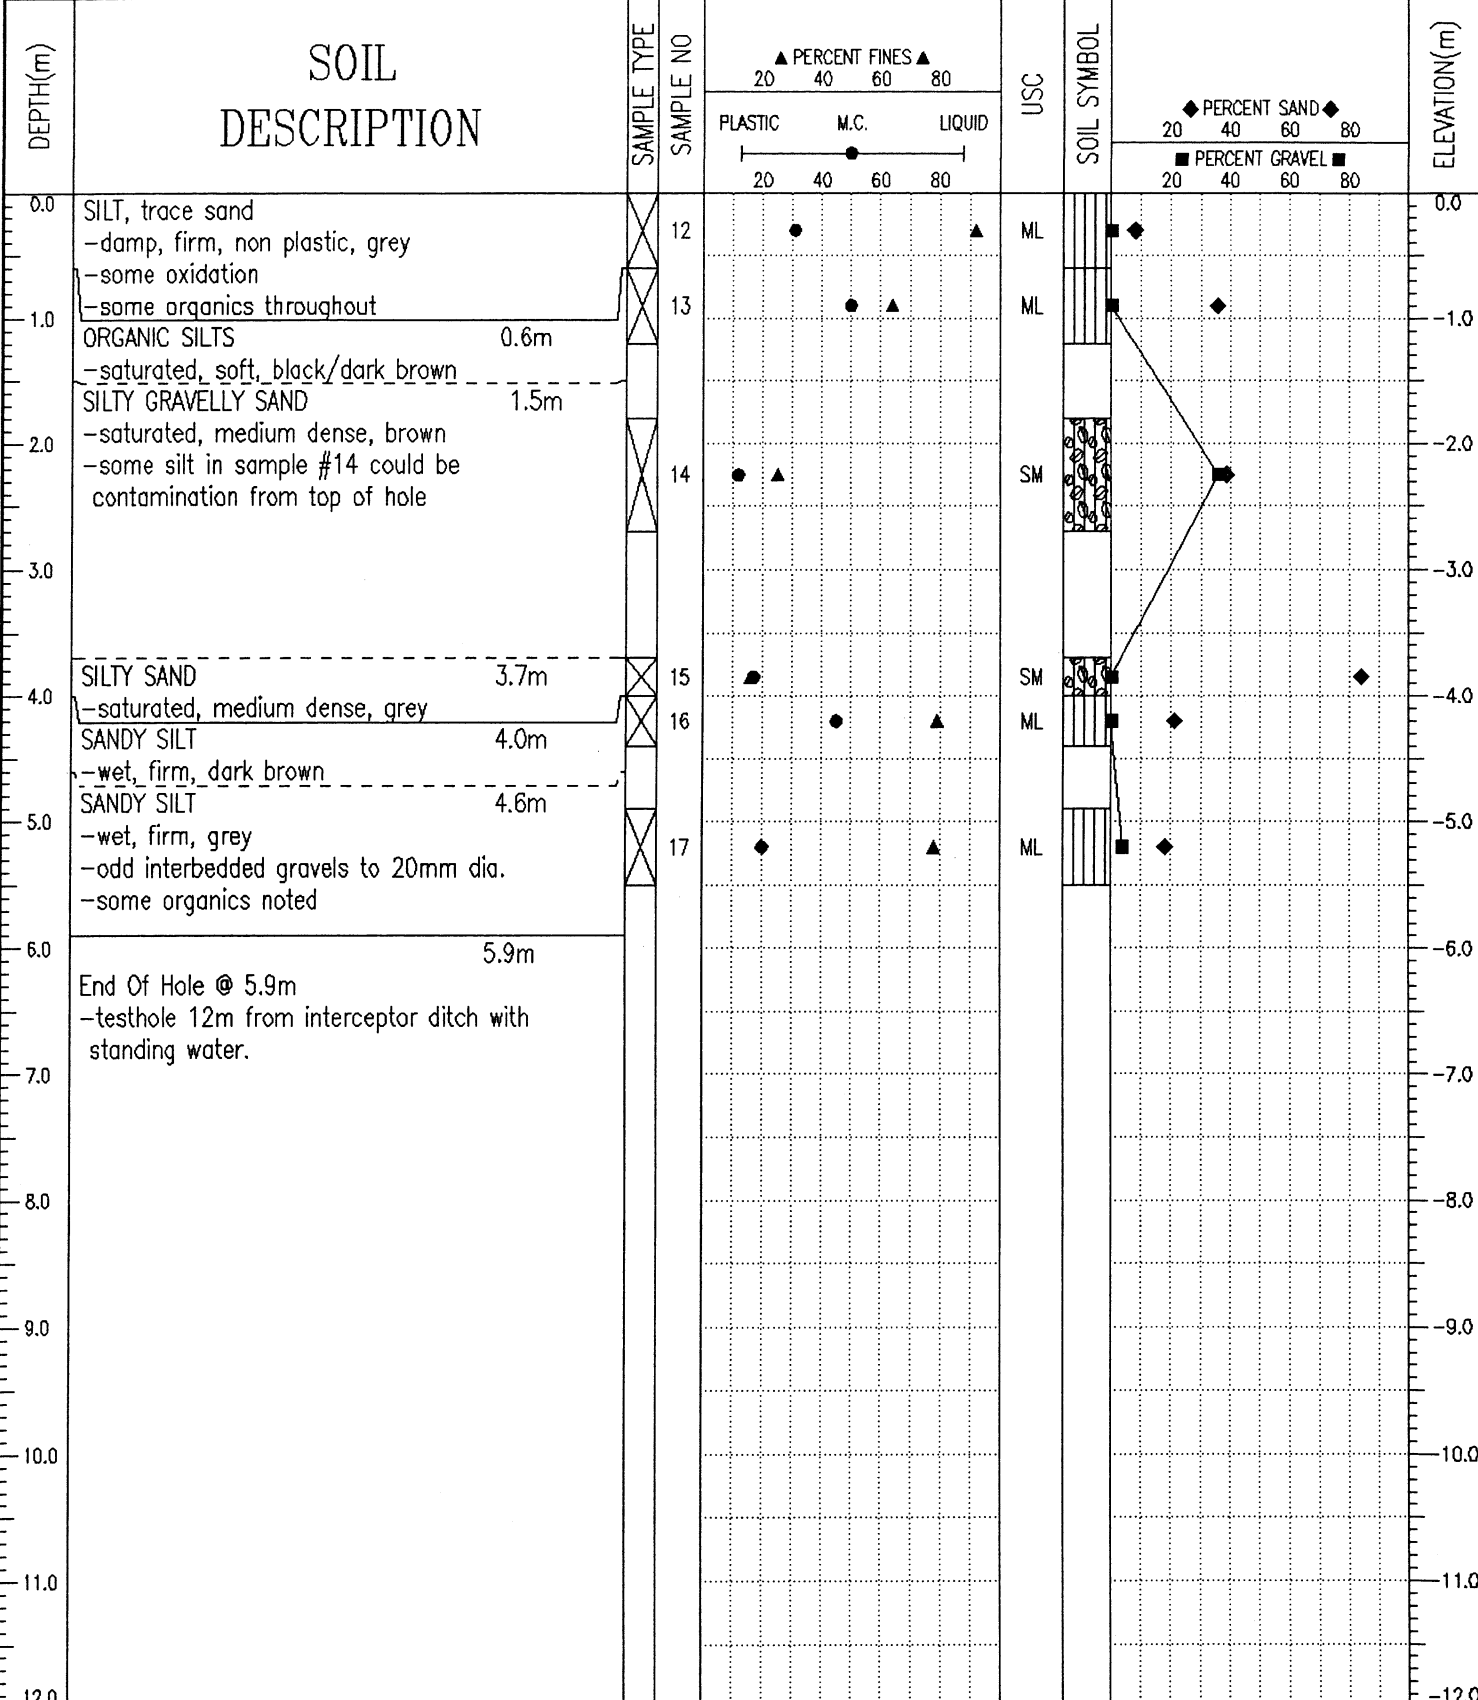 DEPTH(m)
SOIL
DESCRIPTION
SAMPLE TYPE
SAMPLE NO
▲ PERCENT FINES ▲
20 40 60 80
PLASTIC M.C. LIQUID
20 40 60 80
USC
SOIL SYMBOL
◆ PERCENT SAND ◆
20 40 60 80
■ PERCENT GRAVEL ■
20 40 60 80
ELEVATION(m)
0.0
SILT, trace sand
-damp, firm, non plastic, grey
-some oxidation
-some organics throughout
12 ML
0.0
13 ML
1.0
-1.0
ORGANIC SILTS 0.6m
-saturated, soft, black/dark brown
SILTY GRAVELLY SAND 1.5m
-saturated, medium dense, brown
2.0
-2.0
-some silt in sample #14 could be
contamination from top of hole
14 SM
3.0
-3.0
SILTY SAND 3.7m
15 SM
4.0
-4.0
-saturated, medium dense, grey
16 ML
SANDY SILT 4.0m
-wet, firm, dark brown
SANDY SILT 4.6m
5.0
-5.0
-wet, firm, grey
17 ML
-odd interbedded gravels to 20mm dia.
-some organics noted
6.0
5.9m
-6.0
End Of Hole @ 5.9m
-testhole 12m from interceptor ditch with
standing water.
7.0
-7.0
8.0
-8.0
9.0
-9.0
10.0
-10.0
11.0
-11.0
12.0
-12.0